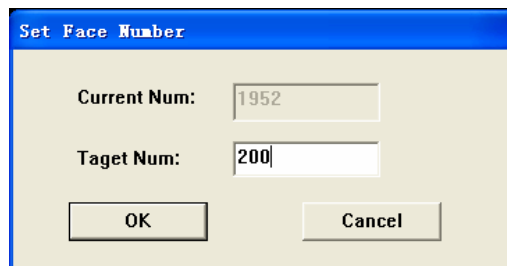 Set Face Number
Current Num: 1952
Taget Num: 200
OK Cancel